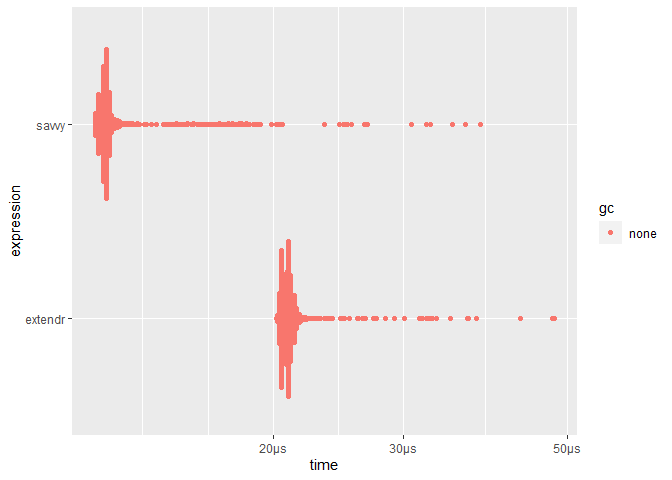 savvy
extendr
expression
20µs
30µs
50µs
time
gc
none